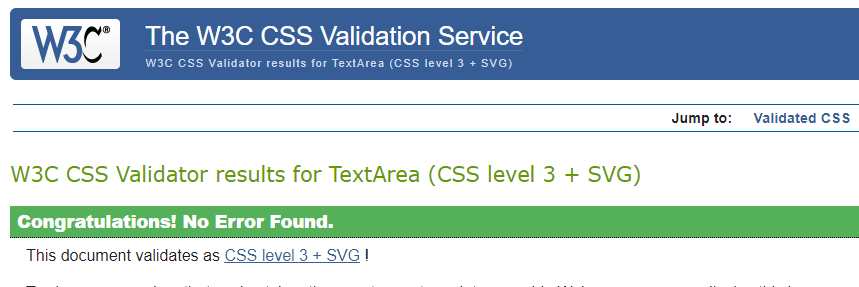 W3C®
The W3C CSS Validation Service
W3C CSS Validator results for TextArea (CSS level 3 + SVG)
Jump to: Validated CSS
W3C CSS Validator results for TextArea (CSS level 3 + SVG)
Congratulations! No Error Found.
This document validates as CSS level 3 + SVG !